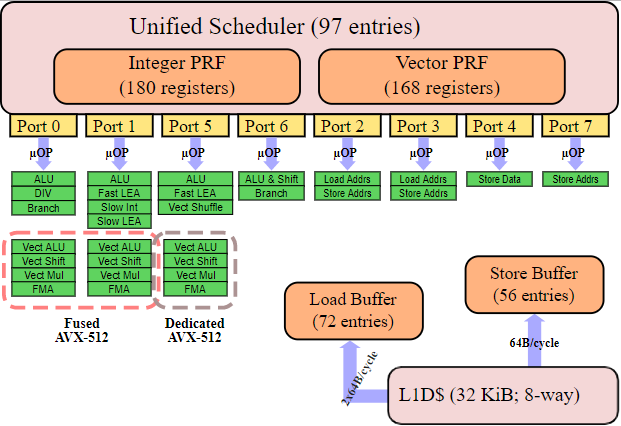 Unified Scheduler (97 entries)
Integer PRF
(180 registers)
Vector PRF
(168 registers)
Port 0
Port 1
Port 5
Port 6
Port 2
Port 3
Port 4
Port 7
μOP
μOP
μOP
μOP
μOP
μOP
μOP
μOP
ALU
DIV
Branch
ALU
Fast LEA
Slow Int
Slow LEA
ALU
Fast LEA
Vect Shuffle
ALU & Shift
Branch
Load Addrs
Store Addrs
Load Addrs
Store Addrs
Store Data
Store Addrs
Vect ALU
Vect Shift
Vect Mul
FMA
Vect ALU
Vect Shift
Vect Mul
FMA
Vect ALU
Vect Shift
Vect Mul
FMA
Fused
AVX-512
Dedicated
AVX-512
Load Buffer
(72 entries)
Store Buffer
(56 entries)
2x64B/cycle
64B/cycle
L1D$ (32 KiB; 8-way)